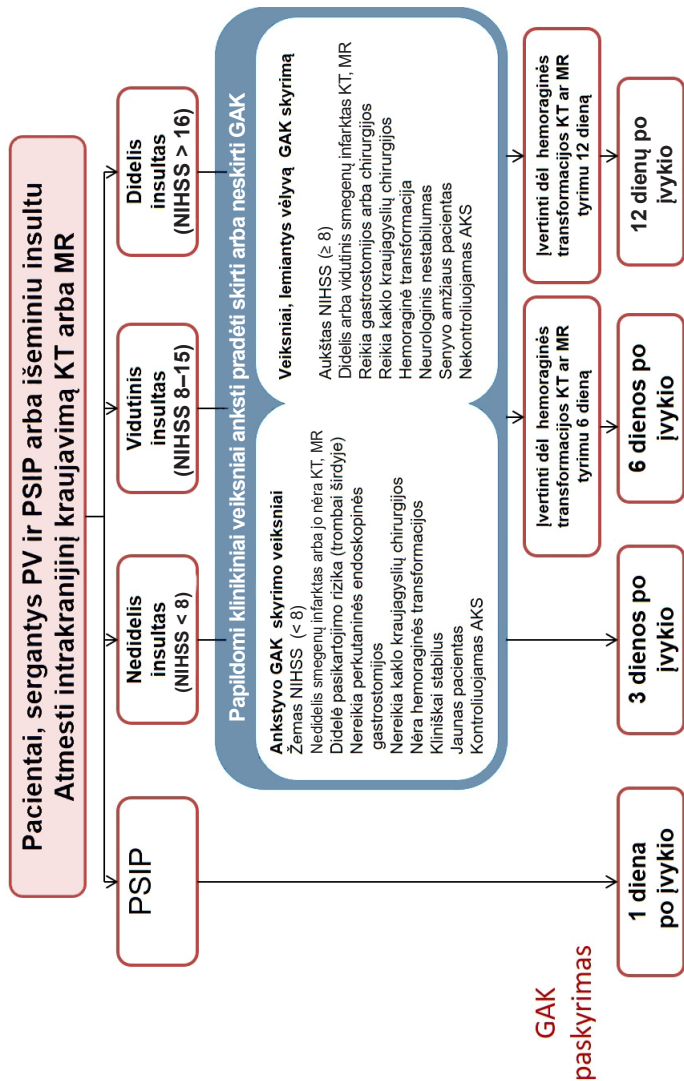 Pacientai, sergantys PV ir PSIP arba išeminiu insultu
Atmesti intrakranijinį kraujavimą KT arba MR
PSIP
Nedidelis
insultas
(NIHSS < 8)
Vidutinis
insultas
(NIHSS 8–15)
Didelis
insultas
(NIHSS > 16)
Papildomi klinikiniai veiksniai anksti pradėti skirti arba neskirti GAK
Ankstyvo GAK skyrimo veiksniai
Žemas NIHSS (< 8)
Nedidelis smegenų infarktas arba jo nėra KT, MR
Didelė pasikartojimo rizika (trombai širdyje)
Nereikia perkutaninės endoskopinės
gastrostomijos
Nereikia kaklo kraujagyslių chirurgijos
Nėra hemoraginės transformacijos
Kliniškai stabilus
Jaunas pacientas
Kontroliuojamas AKS
Veiksniai, lemiantys vėlyvą GAK skyrimą
Aukštas NIHSS (≥ 8)
Didelis arba vidutinis smegenų infarktas KT, MR
Reikia gastrostomijos arba chirurgijos
Reikia kaklo kraujagyslių chirurgijos
Hemoraginė transformacija
Neurologinis nestabilumas
Senyvo amžiaus pacientas
Nekontroliuojamas AKS
Įvertinti dėl hemoraginės
transformacijos KT ar MR
tyrimu 6 dieną
Įvertinti dėl hemoraginės
transformacijos KT ar MR
tyrimu 12 dieną
GAK
paskyrimas
1 diena
po įvykio
3 dienos po
įvykio
6 dienos po
įvykio
12 dienų po
įvykio